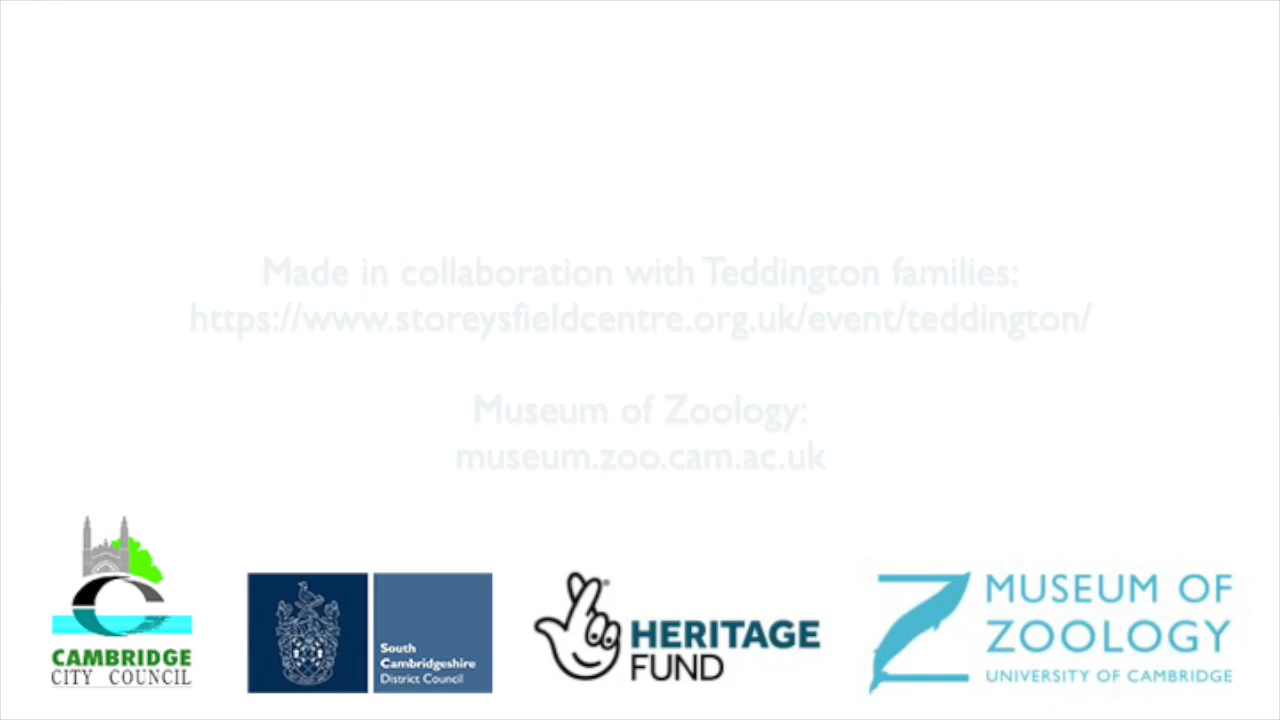 Made in collaboration with Teddington families:
https://www.storeysfieldcentre.org.uk/event/teddington/
Museum of Zoology:
museum.zoo.cam.ac.uk
CAMBRIDGE
CITY COUNCIL
South
Cambridgeshire
District Council
HERITAGE
FUND
MUSEUM OF
ZOOLOGY
UNIVERSITY OF CAMBRIDGE